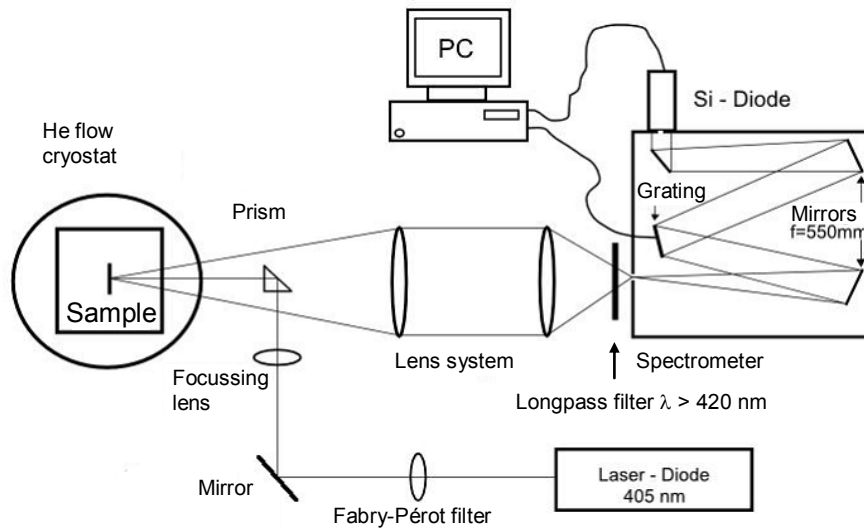 PC
Si - Diode
He flow
cryostat
Prism
Grating
Mirrors
f=550mm
Sample
Focussing
lens
Lens system
Spectrometer
Longpass filter λ > 420 nm
Mirror
Fabry-Pérot filter
Laser - Diode
405 nm